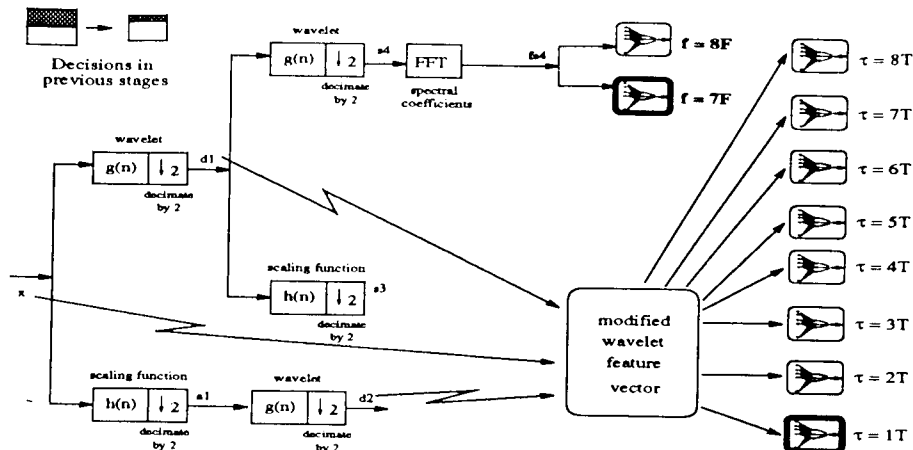 Decisions in
previous stages
wavelet
g(n) ↓ 2
decimate
by 2
s4
FFT
spectral
coefficients
fs4
f = 8F
f = 7F
wavelet
g(n) ↓ 2
decimate
by 2
d1
scaling function
h(n) ↓ 2
decimate
by 2
s3
x
scaling function
h(n) ↓ 2
decimate
by 2
a1
wavelet
g(n) ↓ 2
decimate
by 2
d2
modified
wavelet
feature
vector
τ = 8T
τ = 7T
τ = 6T
τ = 5T
τ = 4T
τ = 3T
τ = 2T
τ = 1T